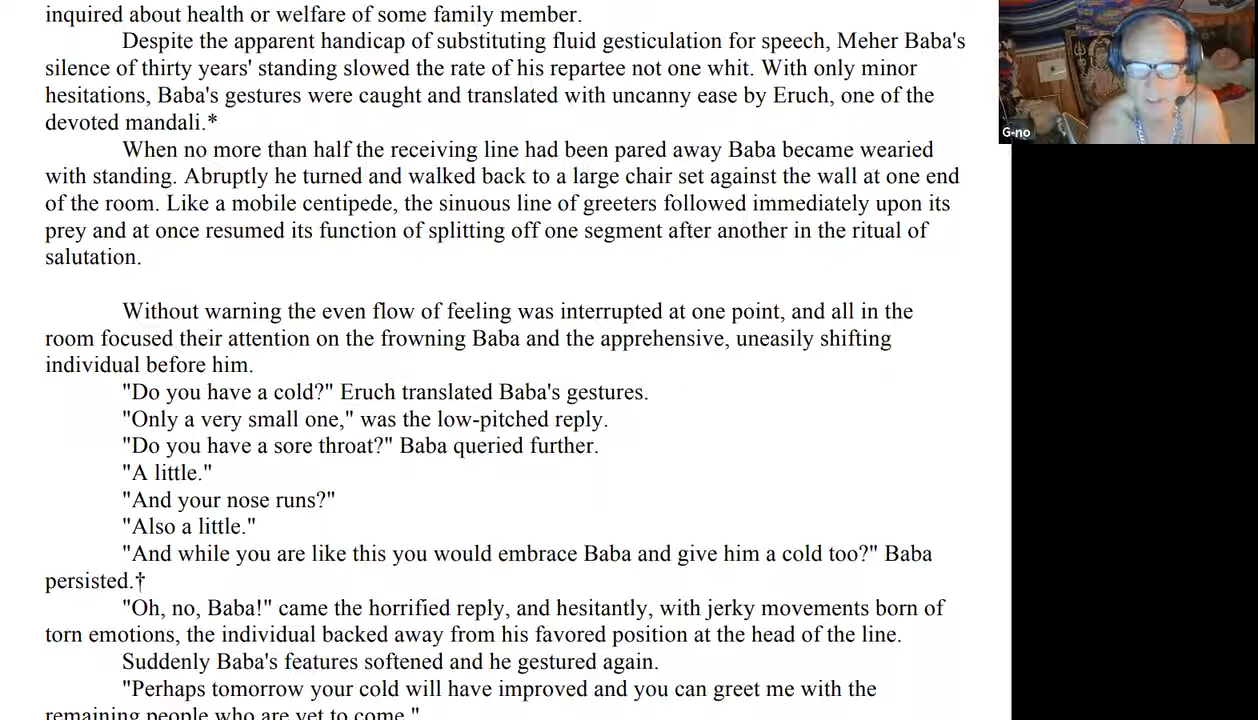 inquired about health or welfare of some family member.
Despite the apparent handicap of substituting fluid gesticulation for speech, Meher Baba's
silence of thirty years' standing slowed the rate of his repartee not one whit. With only minor
hesitations, Baba's gestures were caught and translated with uncanny ease by Eruch, one of the
devoted mandali.*
When no more than half the receiving line had been pared away Baba became wearied
with standing. Abruptly he turned and walked back to a large chair set against the wall at one end
of the room. Like a mobile centipede, the sinuous line of greeters followed immediately upon its
prey and at once resumed its function of splitting off one segment after another in the ritual of
salutation.
Without warning the even flow of feeling was interrupted at one point, and all in the
room focused their attention on the frowning Baba and the apprehensive, uneasily shifting
individual before him.
"Do you have a cold?" Eruch translated Baba's gestures.
"Only a very small one," was the low-pitched reply.
"Do you have a sore throat?" Baba queried further.
"A little."
"And your nose runs?"
"Also a little."
"And while you are like this you would embrace Baba and give him a cold too?" Baba
persisted.†
"Oh, no, Baba!" came the horrified reply, and hesitantly, with jerky movements born of
torn emotions, the individual backed away from his favored position at the head of the line.
Suddenly Baba's features softened and he gestured again.
"Perhaps tomorrow your cold will have improved and you can greet me with the
remaining people who are yet to come."
G-no